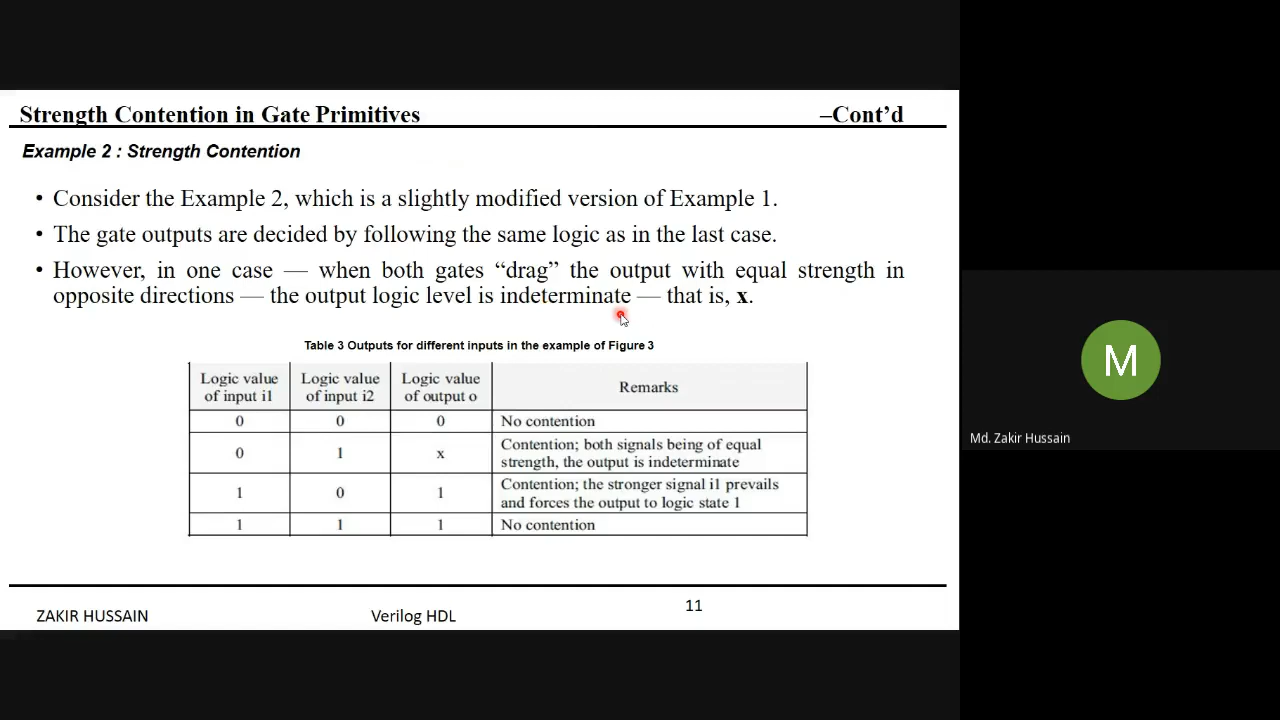 Strength Contention in Gate Primitives –Cont’d
Example 2 : Strength Contention
• Consider the Example 2, which is a slightly modified version of Example 1.
• The gate outputs are decided by following the same logic as in the last case.
• However, in one case — when both gates “drag” the output with equal strength in
opposite directions — the output logic level is indeterminate — that is, x.
Table 3 Outputs for different inputs in the example of Figure 3
Logic value of input i1 Logic value of input i2 Logic value of output o Remarks
0 0 0 No contention
0 1 x Contention; both signals being of equal
strength, the output is indeterminate
1 0 1 Contention; the stronger signal i1 prevails
and forces the output to logic state 1
1 1 1 No contention
ZAKIR HUSSAIN Verilog HDL 11
M
Md. Zakir Hussain